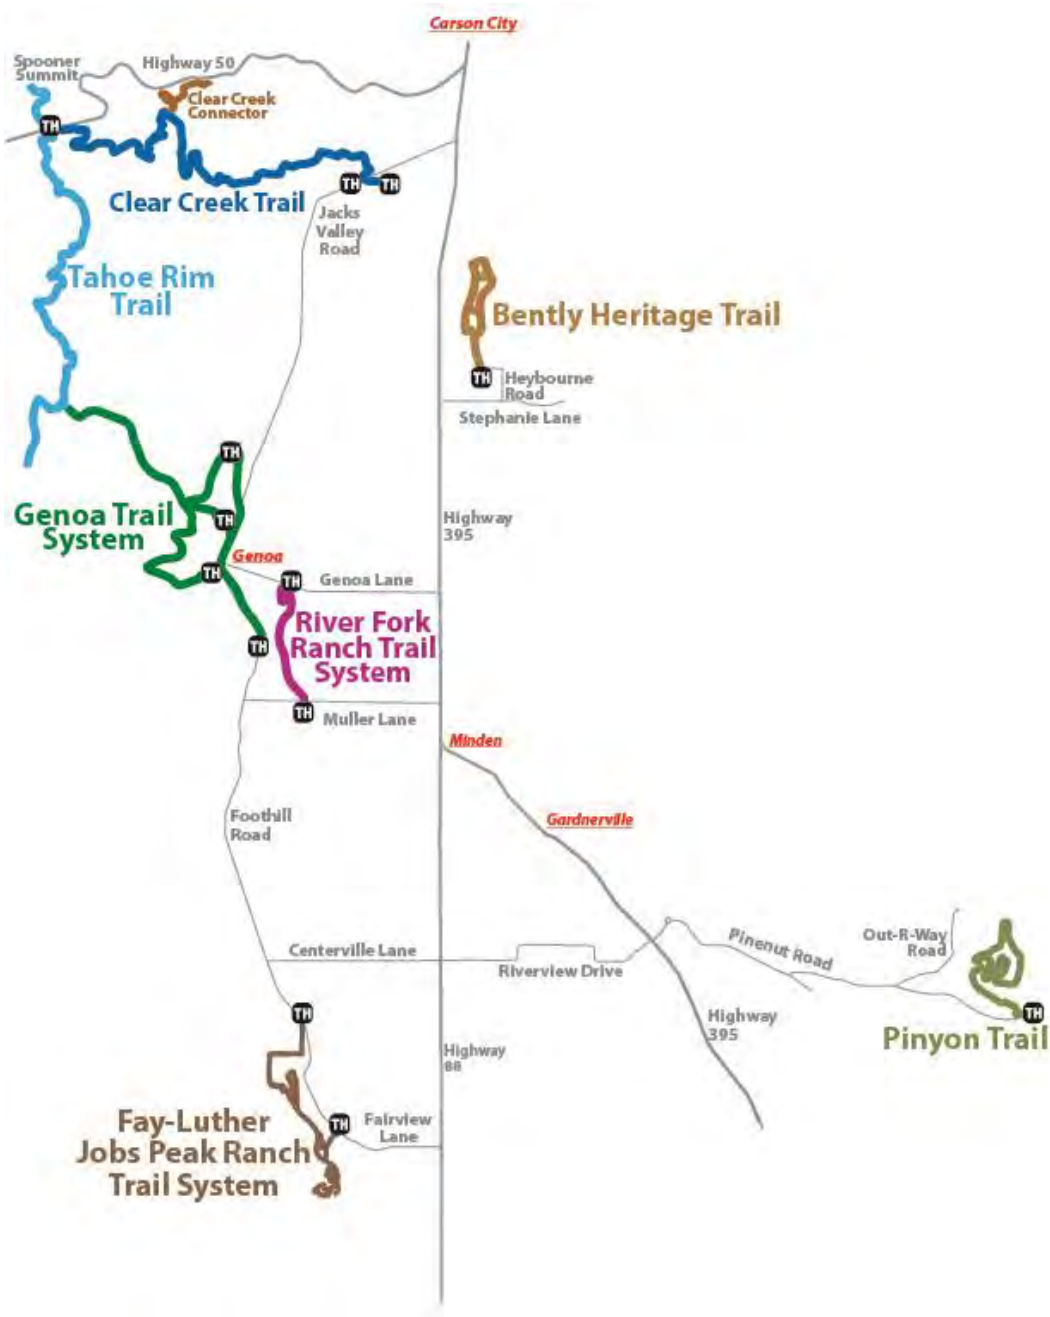 Carson City
Spooner
Summit
Highway 50
Clear Creek
Connector
TH
TH
TH
Clear Creek Trail
Jacks
Valley
Road
Tahoe Rim
Trail
Bently Heritage Trail
TH
Heybourne
Road
Stephanie Lane
TH
Genoa Trail
System
TH
Highway
395
Genoa
TH
TH
Genoa Lane
River Fork
Ranch Trail
System
TH
TH
Muller Lane
Minden
Foothill
Road
Gardnerville
Centerville Lane
Riverview Drive
Pinenut Road
Out-R-Way
Road
TH
TH
Pinyon Trail
Highway
395
Highway
88
Fay-Luther
Jobs Peak Ranch
Trail System
TH
Fairview
Lane